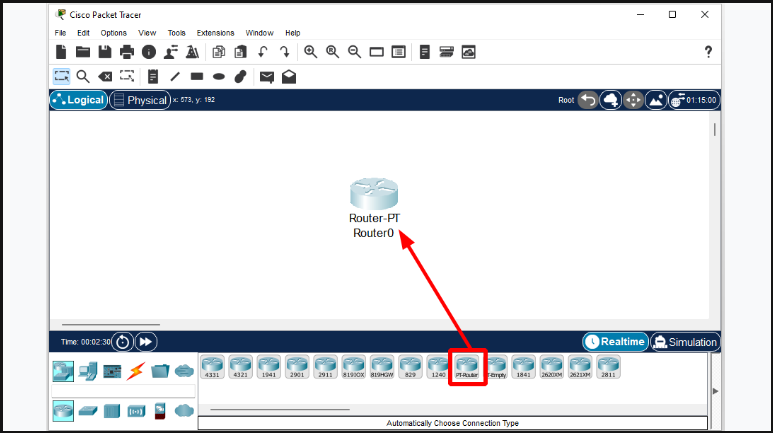 Cisco Packet Tracer
File Edit Options View Tools Extensions Window Help
?
Logical Physical x: 573, y: 192 Root 01:15:00
Router-PT
Router0
Time: 00:02:30 Realtime Simulation
4331 4321 1941 2901 2911 819IOX 819HGW 829 1240 PT-Router PT-Empty 1841 2620XM 2621XM 2811
Automatically Choose Connection Type